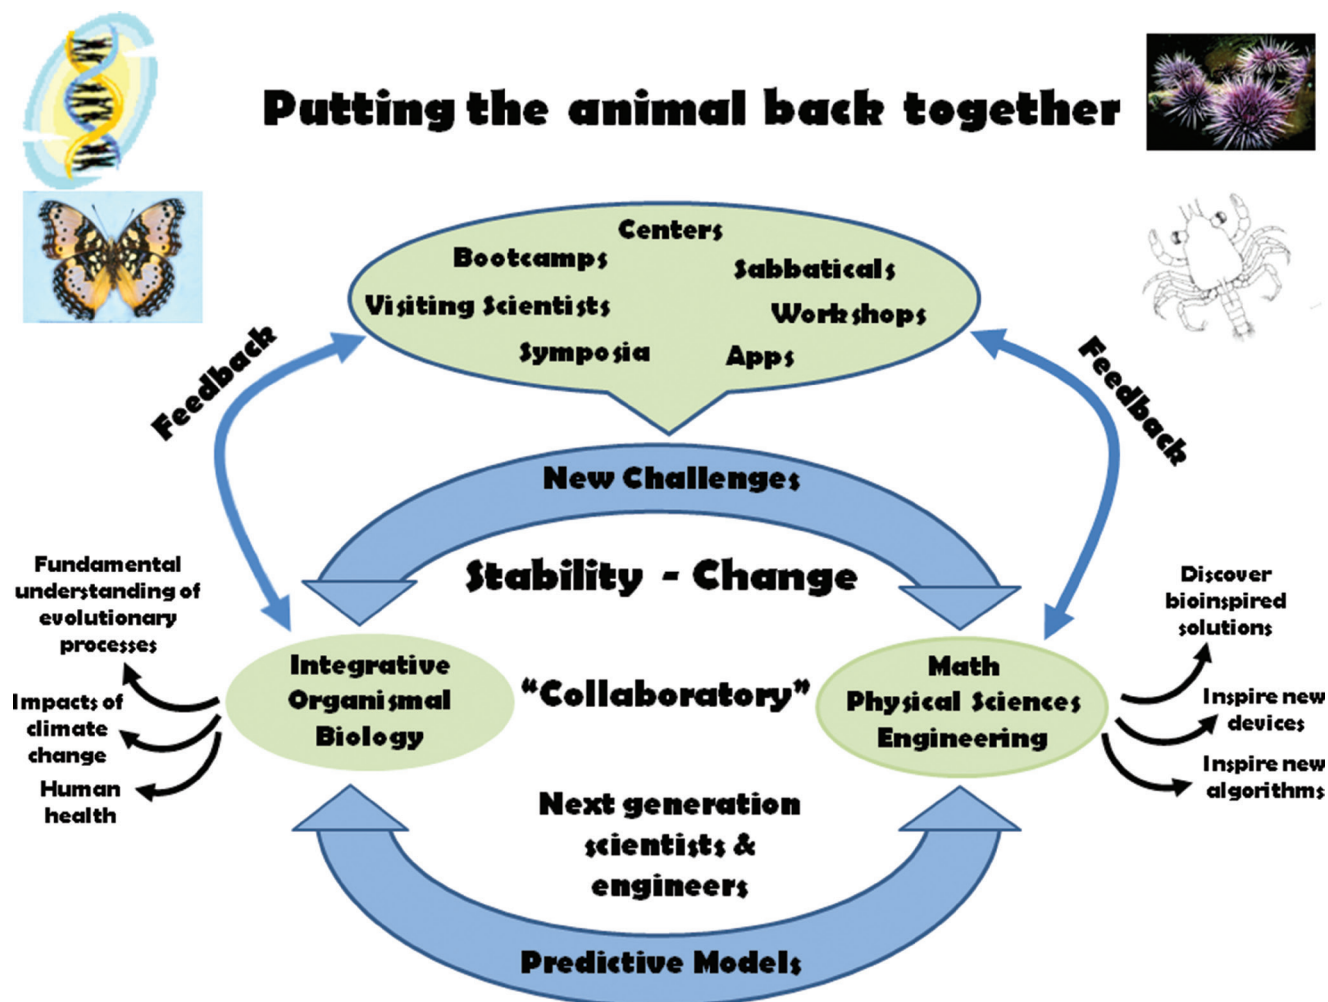 Putting the animal back together
Centers
Bootcamps
Sabbaticals
Visiting Scientists
Workshops
Symposia
Apps
Feedback
Feedback
New Challenges
Stability - Change
Fundamental
understanding of
evolutionary
processes
Impacts of
climate
change
Human
health
Integrative
Organismal
Biology
"Collaboratory"
Math
Physical Sciences
Engineering
Discover
bioinspired
solutions
Inspire new
devices
Inspire new
algorithms
Next generation
scientists &
engineers
Predictive Models